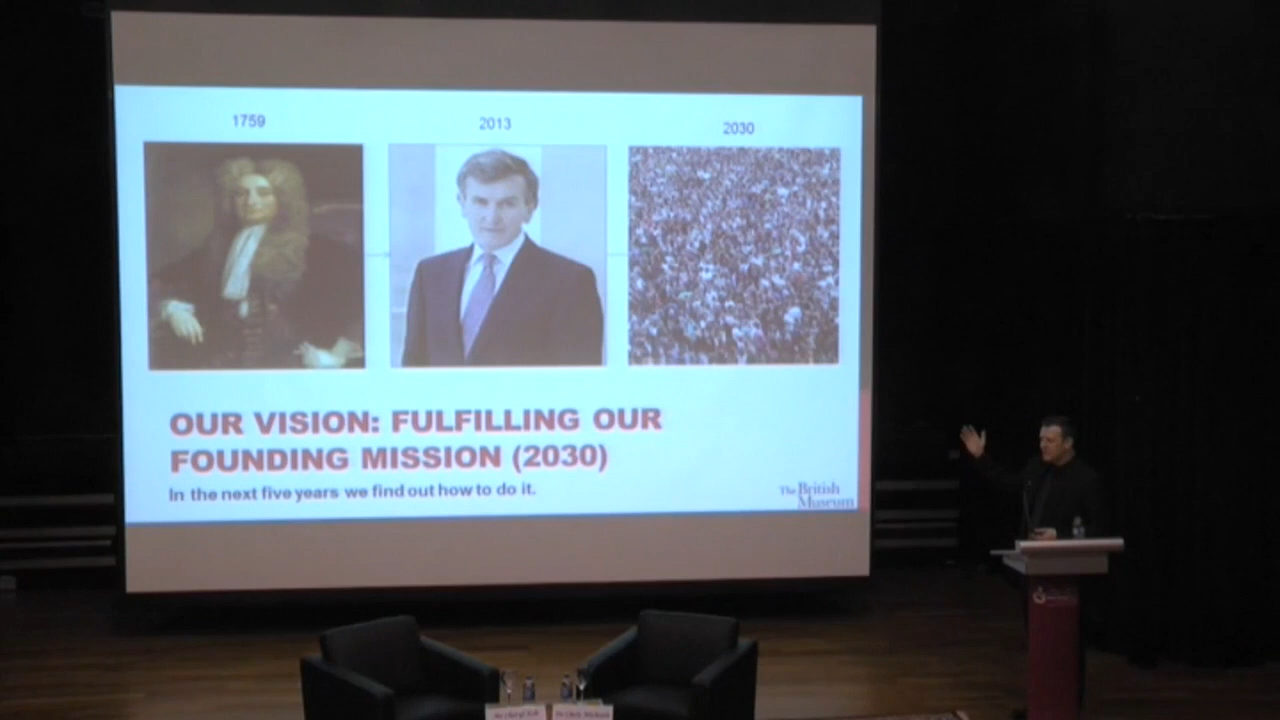 1759
2013
2030
OUR VISION: FULFILLING OUR
FOUNDING MISSION (2030)
In the next five years we find out how to do it.
The British
Museum